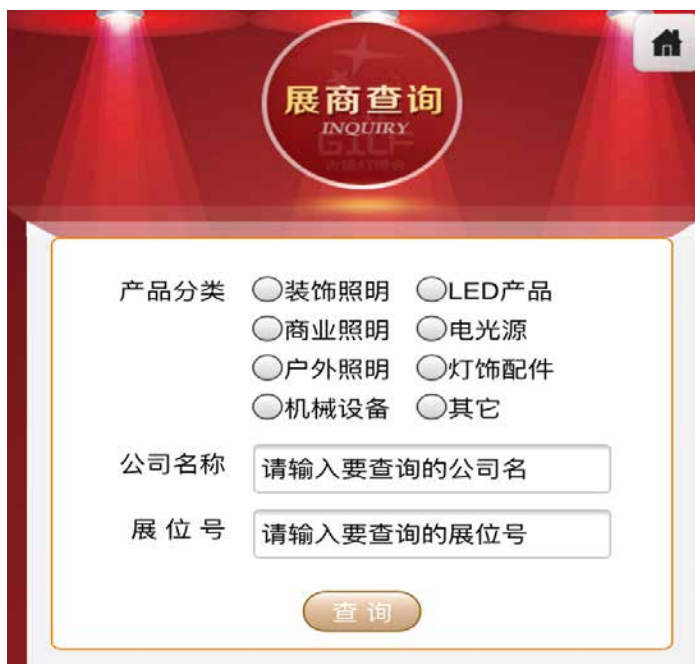 展商查询
INQUIRY
GILF
产品分类 装饰照明 LED产品
商业照明 电光源
户外照明 灯饰配件
机械设备 其它
公司名称 请输入要查询的公司名
展位号 请输入要查询的展位号
查询